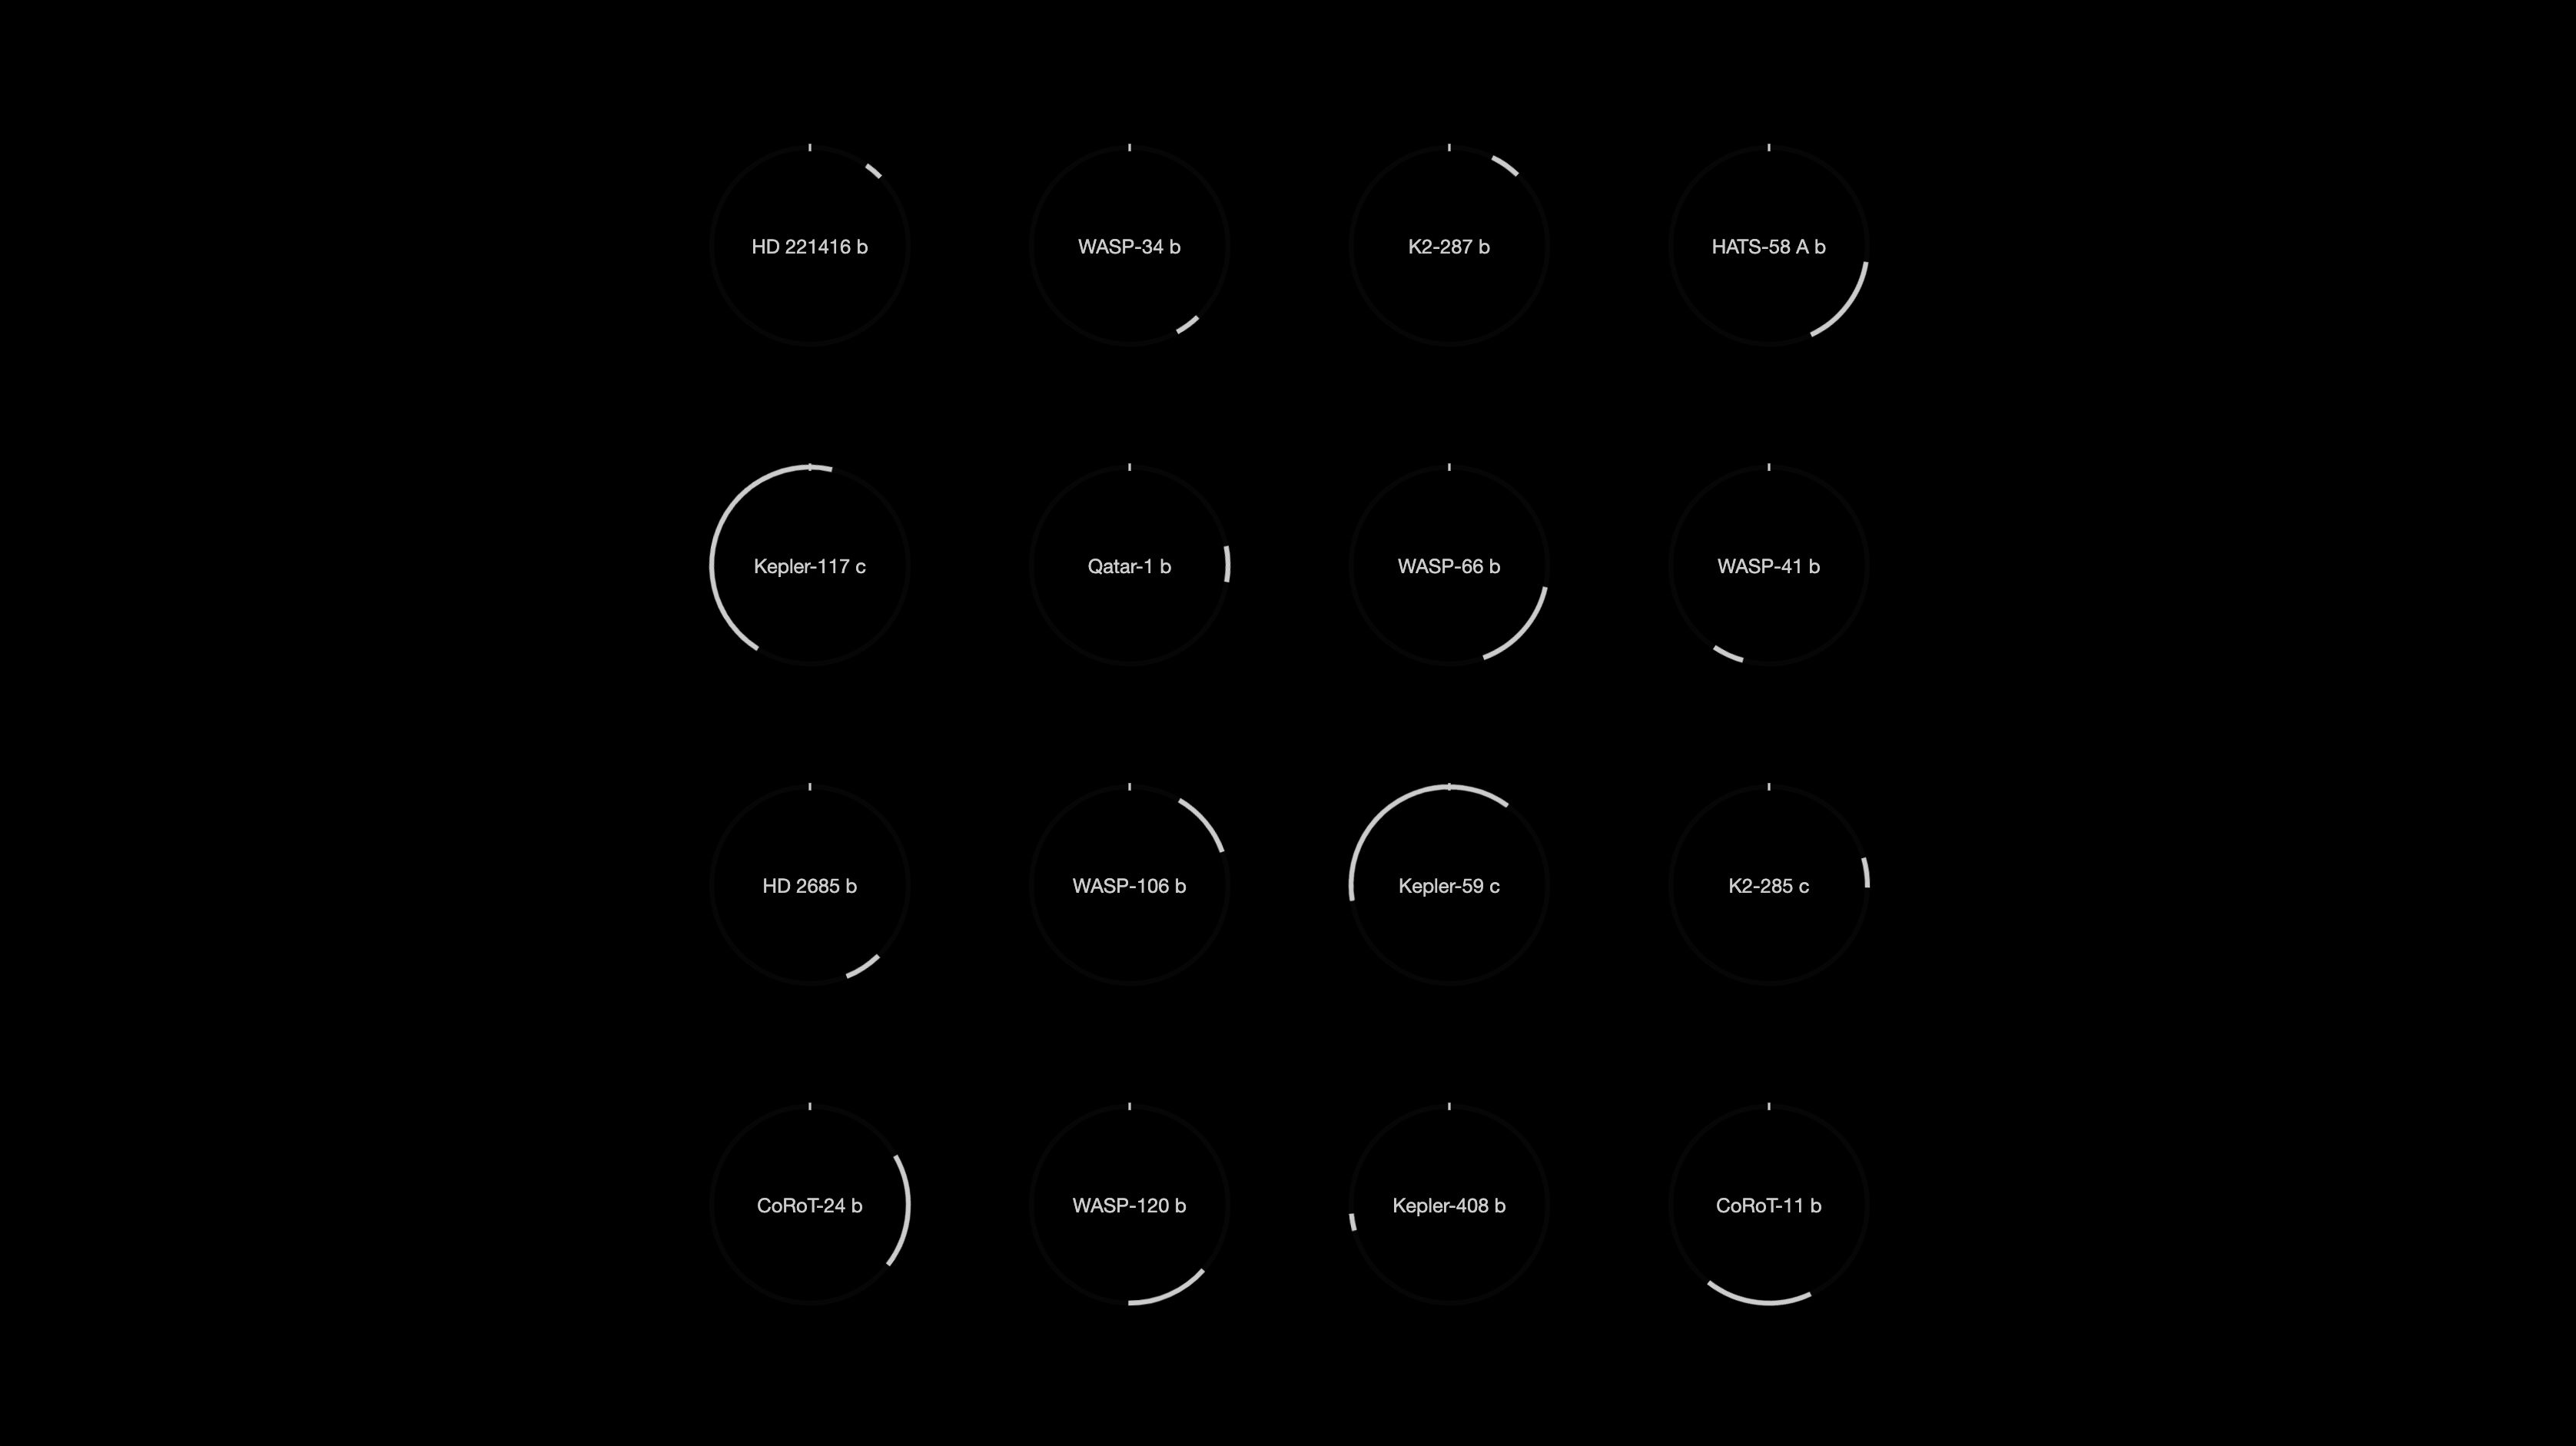 HD 221416 b
WASP-34 b
K2-287 b
HATS-58 A b
Kepler-117 c
Qatar-1 b
WASP-66 b
WASP-41 b
HD 2685 b
WASP-106 b
Kepler-59 c
K2-285 c
CoRoT-24 b
WASP-120 b
Kepler-408 b
CoRoT-11 b